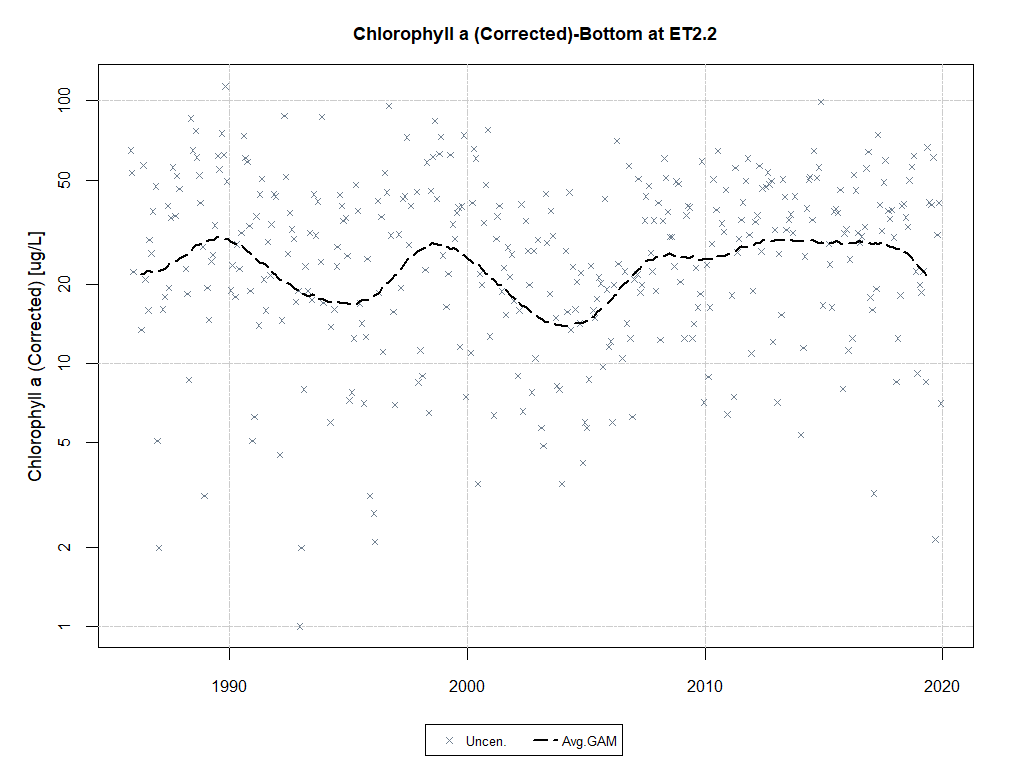 Chlorophyll a (Corrected)-Bottom at ET2.2
Chlorophyll a (Corrected) [ug/L]
100
50
20
10
5
2
1
1990 2000 2010 2020
Uncen. Avg.GAM